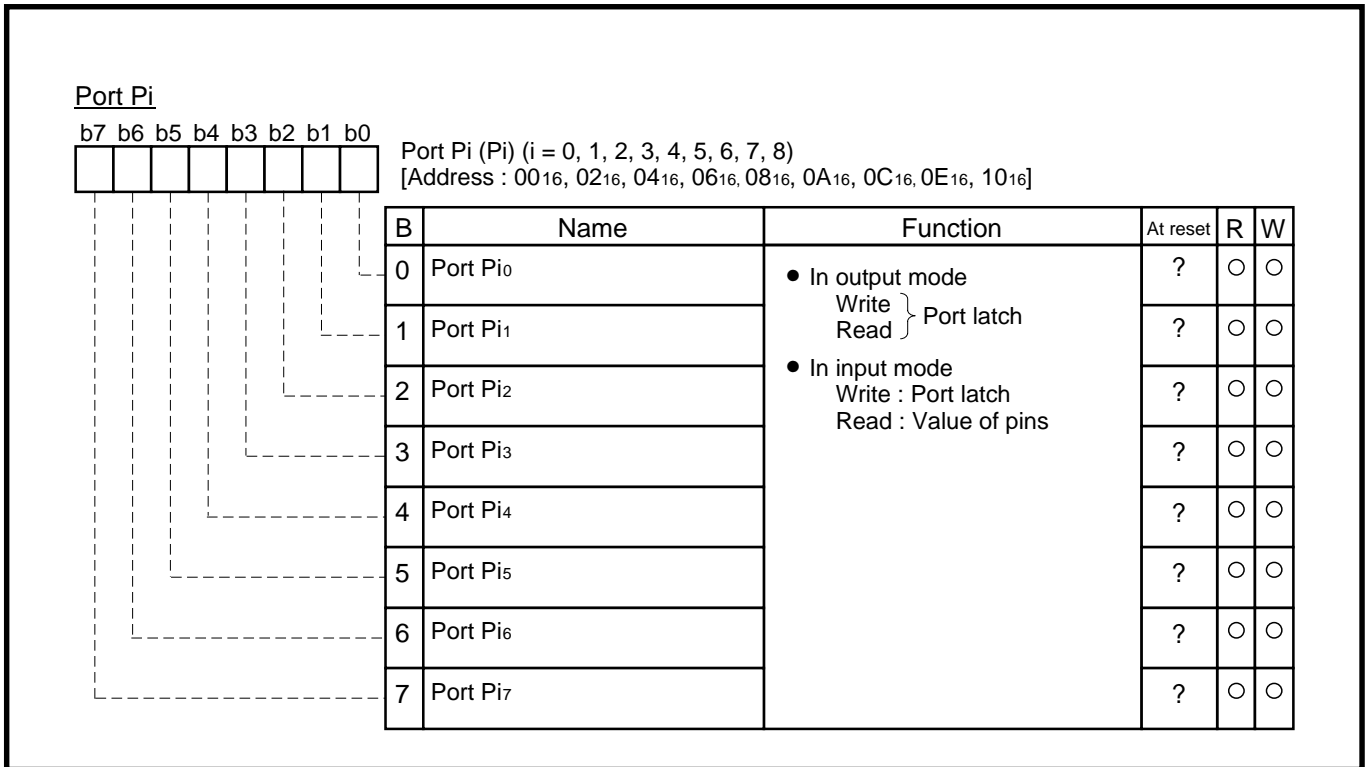 Port Pi
b7 b6 b5 b4 b3 b2 b1 b0
Port Pi (Pi) (i = 0, 1, 2, 3, 4, 5, 6, 7, 8)
[Address : 0016, 0216, 0416, 0616, 0816, 0A16, 0C16, 0E16, 1016]
B Name Function At reset R W
0 Port Pi0 ? ○ ○
● In output mode
Write
Read } Port latch
1 Port Pi1 ? ○ ○
● In input mode
Write : Port latch
Read : Value of pins
2 Port Pi2 ? ○ ○
3 Port Pi3 ? ○ ○
4 Port Pi4 ? ○ ○
5 Port Pi5 ? ○ ○
6 Port Pi6 ? ○ ○
7 Port Pi7 ? ○ ○